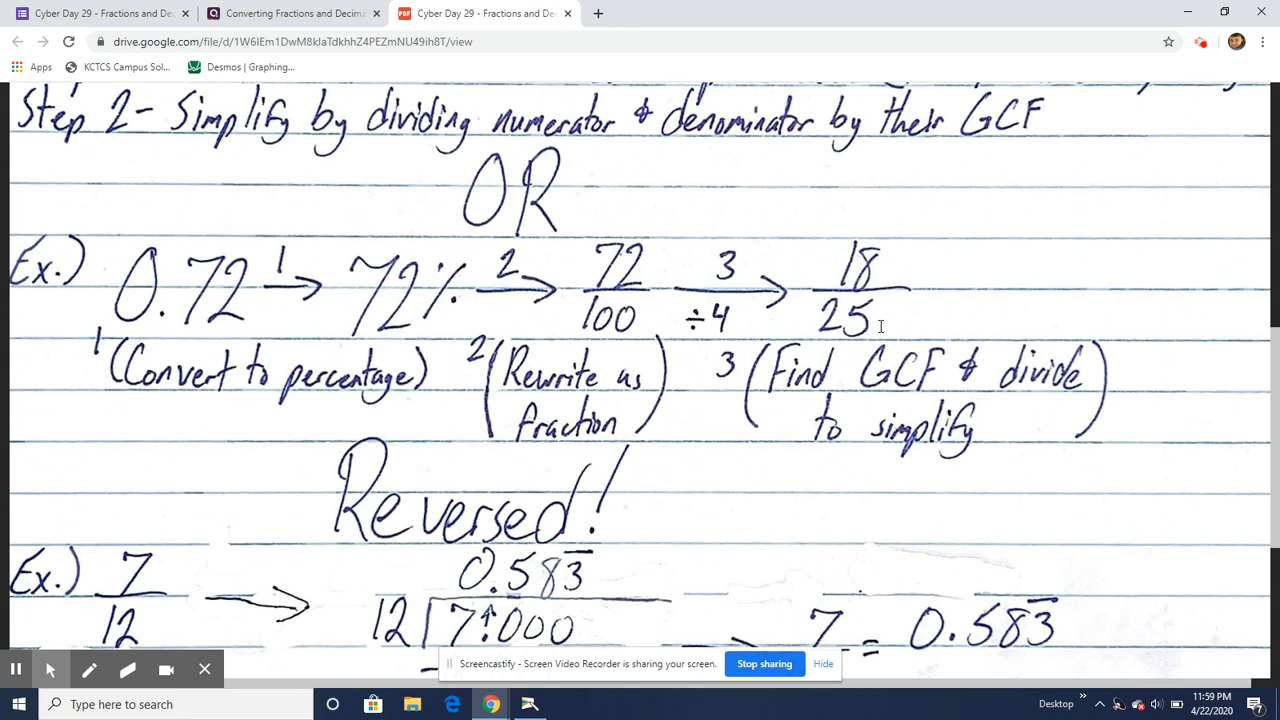 Cyber Day 29 - Fractions and Dec
Converting Fractions and Decima
Cyber Day 29 - Fractions and Dec
drive.google.com/file/d/1W6IEm1DwM8klaTdkhhZ4PEZmNU49ih8T/view
Apps
KCTCS Campus Sol...
Desmos | Graphing...
Step 2 - Simplify by dividing numerator & denominator by their GCF
OR
Ex.) 0.72 1→ 72% 2→ 72/100 3→ ÷4 18/25
1 (Convert to percentage) 2 (Rewrite as fraction) 3 (Find GCF & divide to simplify)
Reversed!
0.583̅
Ex.) 7/12 → 12 7.000 → 7 = 0.583̅
Screencastify - Screen Video Recorder is sharing your screen.
Stop sharing
Hide
Type here to search
Desktop
11:59 PM
4/22/2020
7